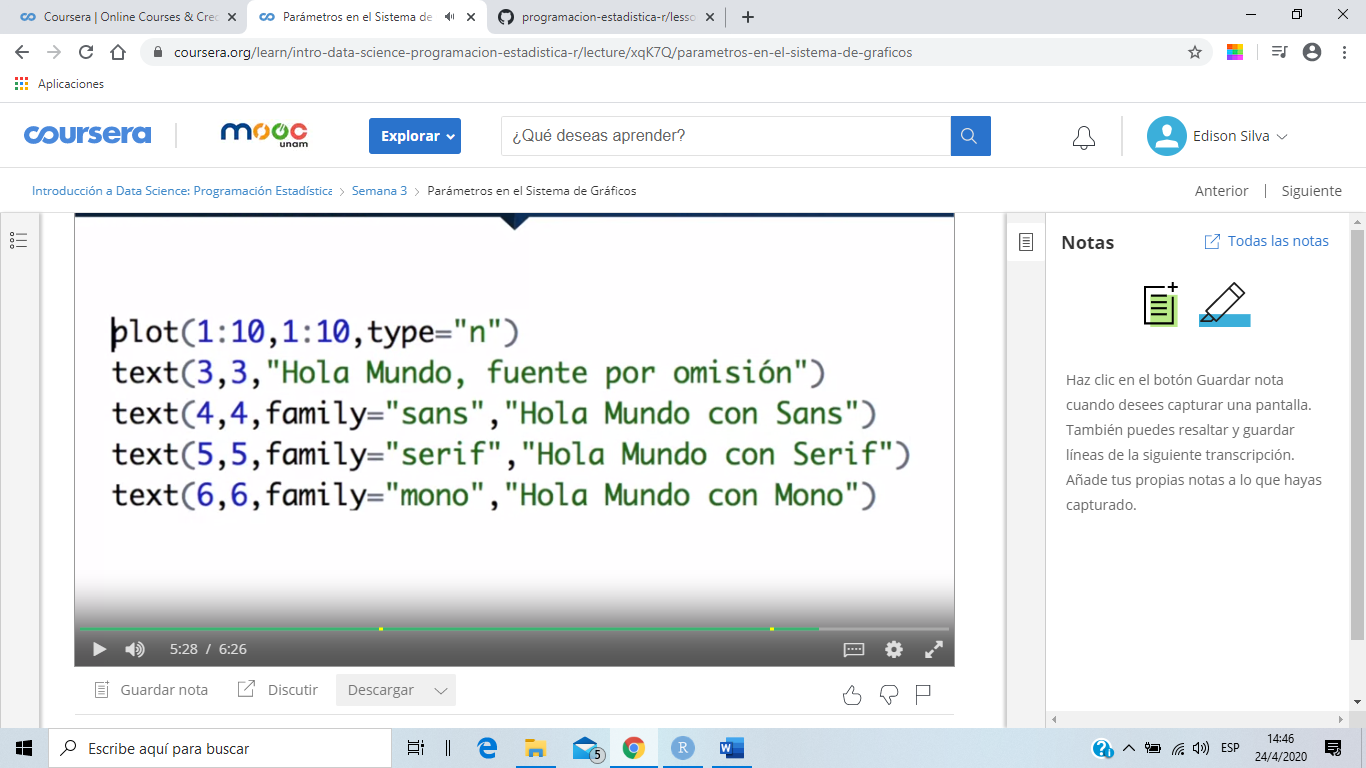 Coursera | Online Courses & Cre
Parámetros en el Sistema de
programacion-estadistica-r/lesso
coursera.org/learn/intro-data-science-programacion-estadistica-r/lecture/xqK7Q/parametros-en-el-sistema-de-graficos
Aplicaciones
coursera
mooc
unam
Explorar
¿Qué deseas aprender?
Edison Silva
Introducción a Data Science: Programación Estadística
Semana 3
Parámetros en el Sistema de Gráficos
Anterior | Siguiente
plot(1:10,1:10,type="n")
text(3,3,"Hola Mundo, fuente por omisión")
text(4,4,family="sans","Hola Mundo con Sans")
text(5,5,family="serif","Hola Mundo con Serif")
text(6,6,family="mono","Hola Mundo con Mono")
5:28 / 6:26
Guardar nota
Discutir
Descargar
Notas
Todas las notas
Haz clic en el botón Guardar nota
cuando desees capturar una pantalla.
También puedes resaltar y guardar
líneas de la siguiente transcripción.
Añade tus propias notas a lo que hayas
capturado.
Escribe aquí para buscar
5
R
ESP
14:46
24/4/2020